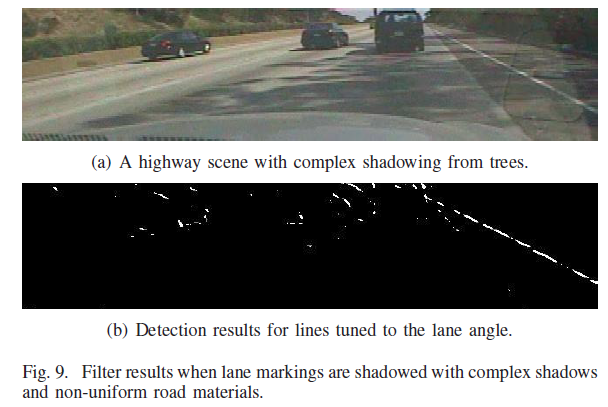 (a) A highway scene with complex shadowing from trees.
(b) Detection results for lines tuned to the lane angle.
Fig. 9. Filter results when lane markings are shadowed with complex shadows
and non-uniform road materials.